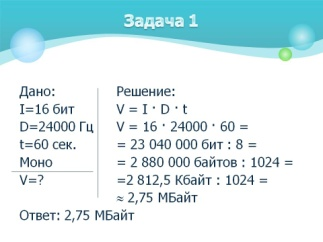 Задача 1
Дано:
I=16 бит
D=24000 Гц
t=60 сек.
Моно
V=?
Решение:
V = I · D · t
V = 16 · 24000 · 60 =
= 23 040 000 бит : 8 =
= 2 880 000 байтов : 1024 =
=2 812,5 Кбайт : 1024 =
≈ 2,75 МБайт
Ответ: 2,75 МБайт